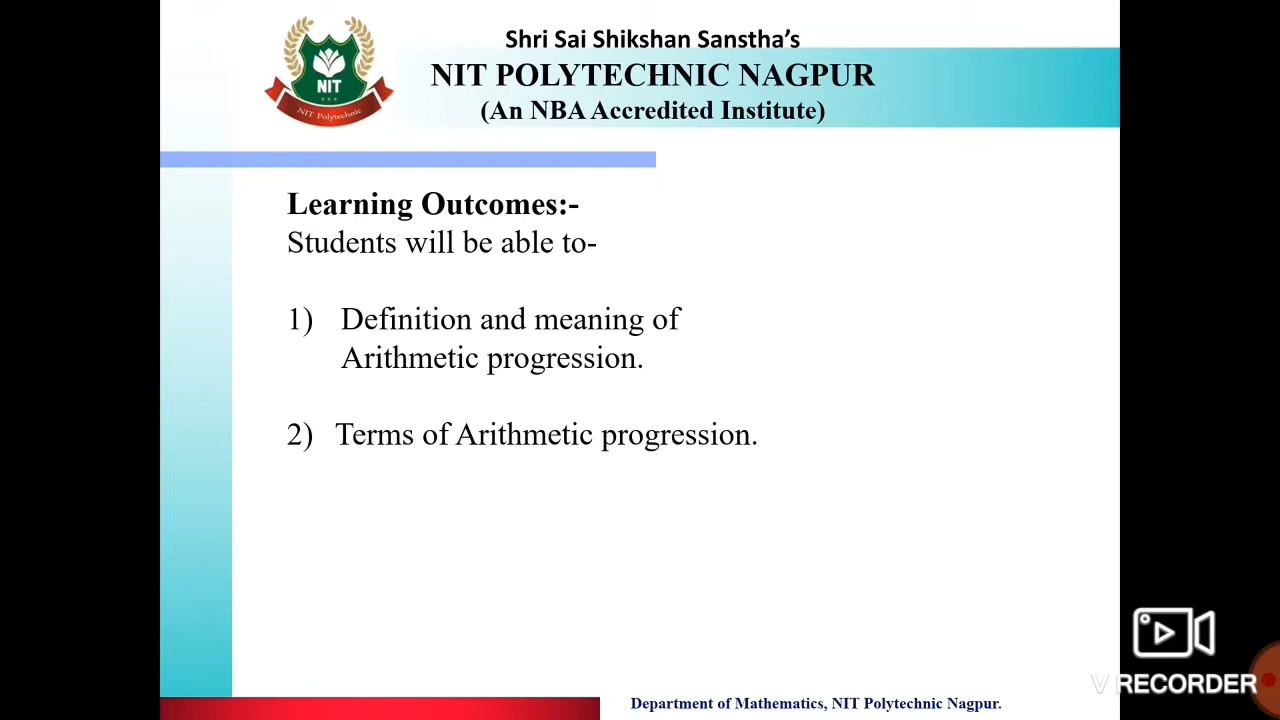 Shri Sai Shikshan Sanstha's
NIT POLYTECHNIC NAGPUR
(An NBA Accredited Institute)
NIT
NIT Polytechnic
Learning Outcomes:-
Students will be able to-
1) Definition and meaning of
Arithmetic progression.
2) Terms of Arithmetic progression.
Department of Mathematics, NIT Polytechnic Nagpur.
V RECORDER